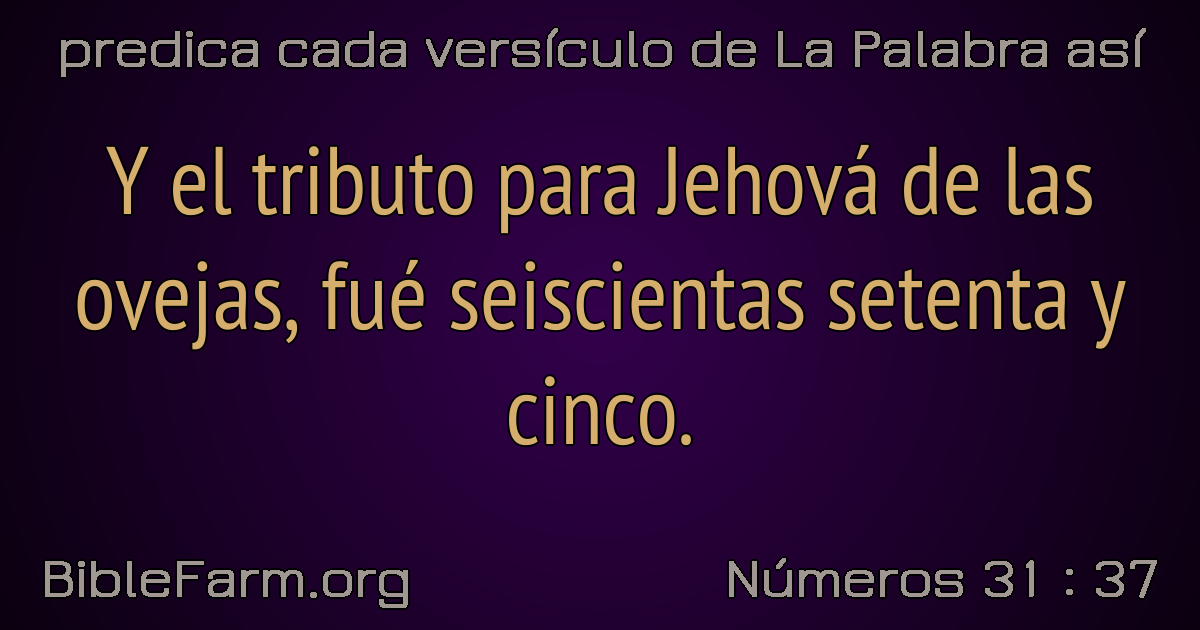 predica cada versículo de La Palabra así
Y el tributo para Jehová de las
ovejas, fué seiscientas setenta y
cinco.
BibleFarm.org
Números 31 : 37